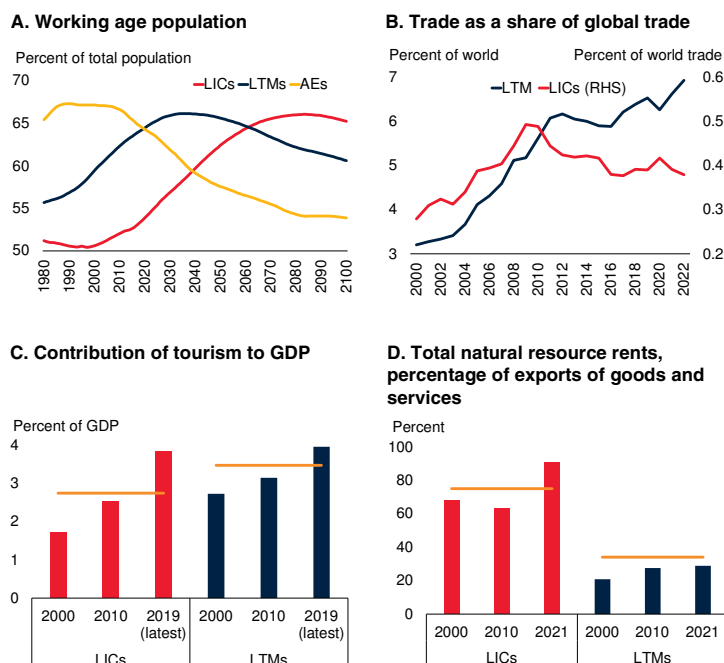 A. Working age population
Percent of total population
LICs LTMs AEs
70
65
60
55
50
1980 1990 2000 2010 2020 2030 2040 2050 2060 2070 2080 2090 2100
B. Trade as a share of global trade
Percent of world Percent of world trade
LTM LICs (RHS)
7 0.6
6 0.5
5 0.4
4 0.3
3 0.2
2000 2002 2004 2006 2008 2010 2012 2014 2016 2018 2020 2022
C. Contribution of tourism to GDP
Percent of GDP
4
3
2
1
0
2000 2010 2019 2000 2010 2019
(latest) (latest)
LICs LTMs
D. Total natural resource rents,
percentage of exports of goods and
services
Percent
100
80
60
40
20
0
2000 2010 2021 2000 2010 2021
LICs LTMs